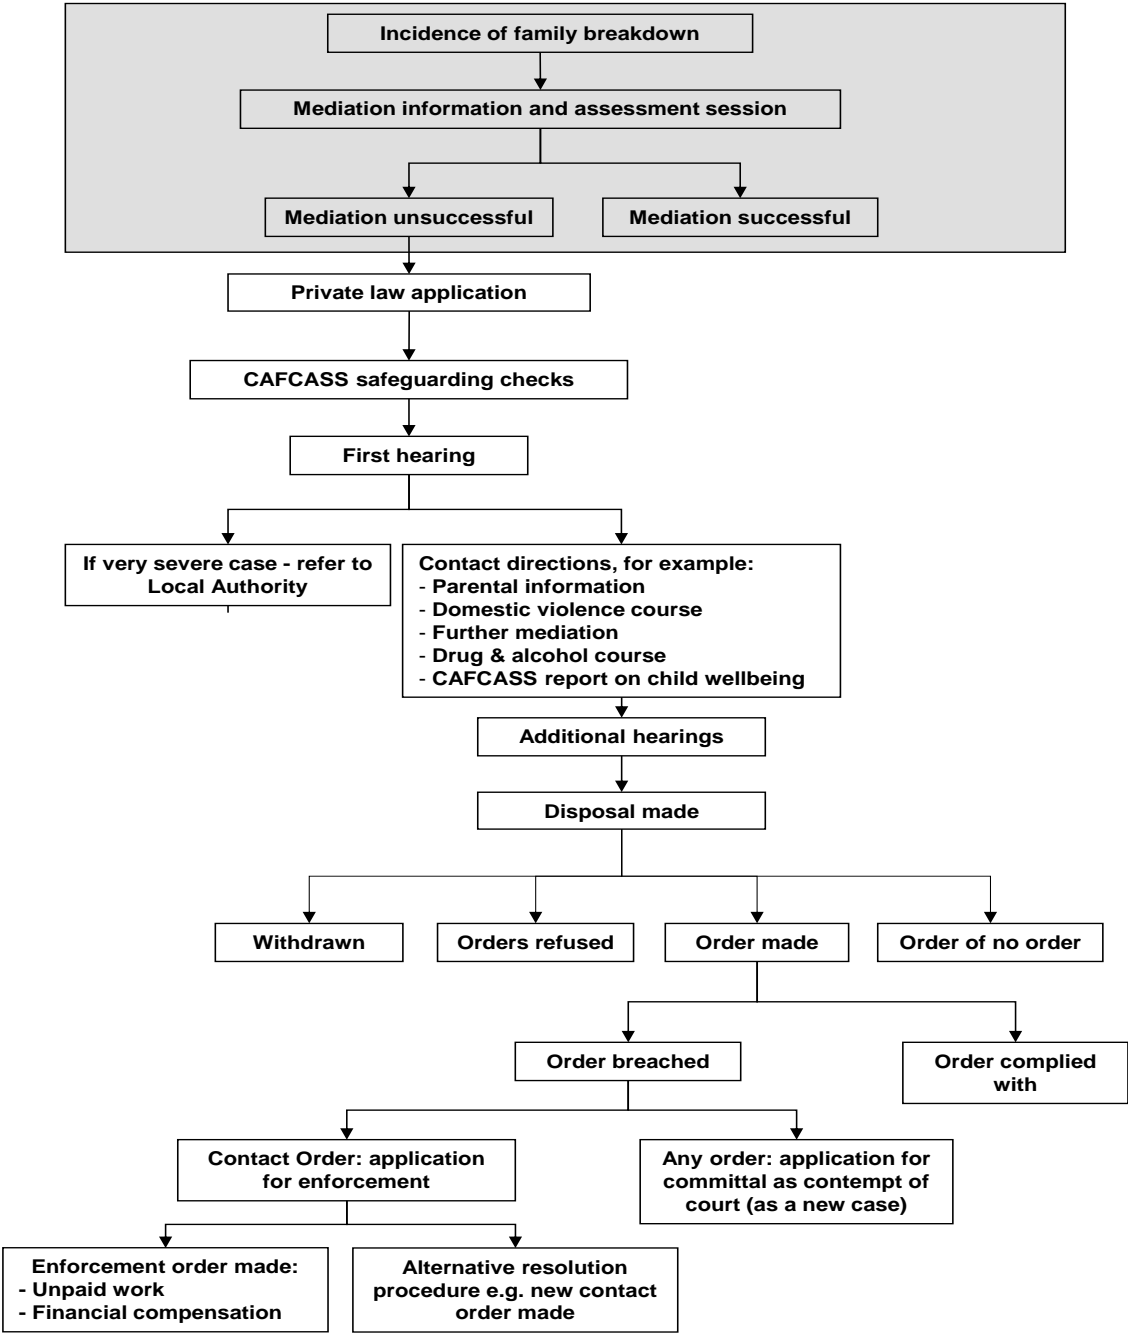 Incidence of family breakdown
Mediation information and assessment session
Mediation unsuccessful
Mediation successful
Private law application
CAFCASS safeguarding checks
First hearing
If very severe case - refer to
Local Authority
Contact directions, for example:
- Parental information
- Domestic violence course
- Further mediation
- Drug & alcohol course
- CAFCASS report on child wellbeing
Additional hearings
Disposal made
Withdrawn
Orders refused
Order made
Order of no order
Order breached
Order complied
with
Contact Order: application
for enforcement
Any order: application for
committal as contempt of
court (as a new case)
Enforcement order made:
- Unpaid work
- Financial compensation
Alternative resolution
procedure e.g. new contact
order made